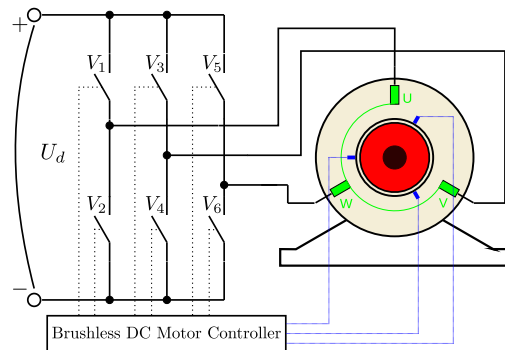 +
V1 V3 V5
U
Ud
V2 V4 V6
W V
−
Brushless DC Motor Controller